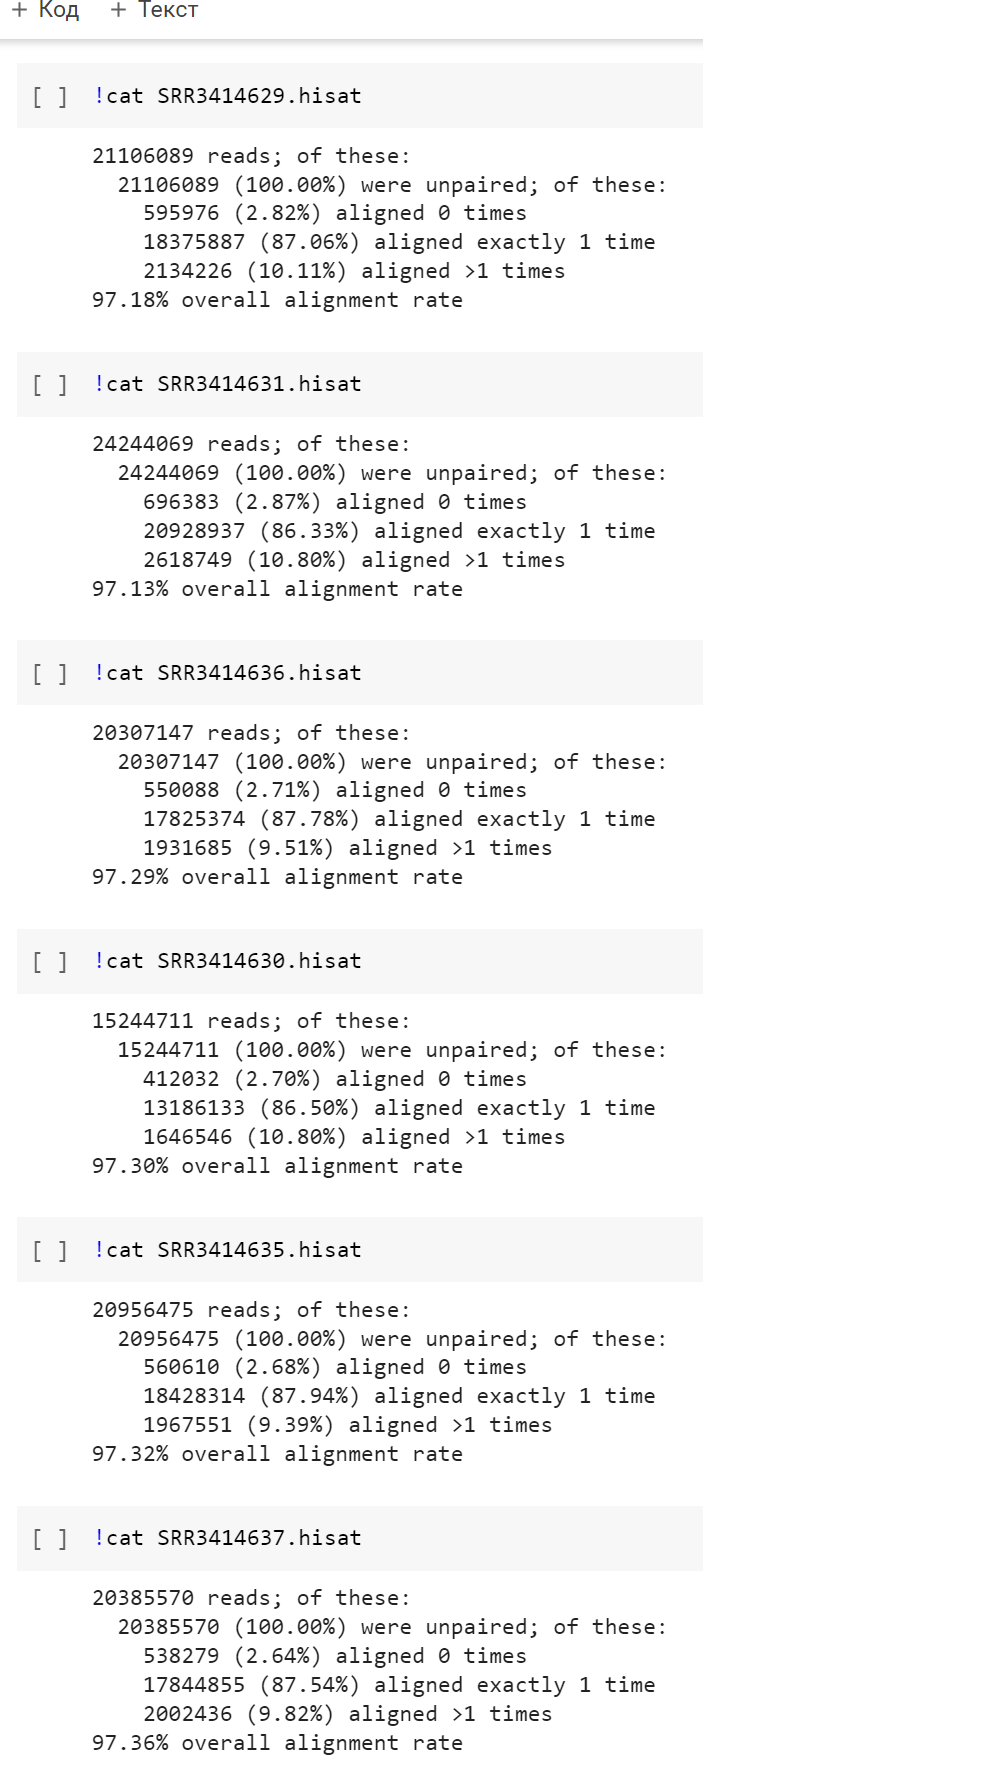 + Код + Текст
[ ] !cat SRR3414629.hisat
21106089 reads; of these:
21106089 (100.00%) were unpaired; of these:
595976 (2.82%) aligned 0 times
18375887 (87.06%) aligned exactly 1 time
2134226 (10.11%) aligned >1 times
97.18% overall alignment rate
[ ] !cat SRR3414631.hisat
24244069 reads; of these:
24244069 (100.00%) were unpaired; of these:
696383 (2.87%) aligned 0 times
20928937 (86.33%) aligned exactly 1 time
2618749 (10.80%) aligned >1 times
97.13% overall alignment rate
[ ] !cat SRR3414636.hisat
20307147 reads; of these:
20307147 (100.00%) were unpaired; of these:
550088 (2.71%) aligned 0 times
17825374 (87.78%) aligned exactly 1 time
1931685 (9.51%) aligned >1 times
97.29% overall alignment rate
[ ] !cat SRR3414630.hisat
15244711 reads; of these:
15244711 (100.00%) were unpaired; of these:
412032 (2.70%) aligned 0 times
13186133 (86.50%) aligned exactly 1 time
1646546 (10.80%) aligned >1 times
97.30% overall alignment rate
[ ] !cat SRR3414635.hisat
20956475 reads; of these:
20956475 (100.00%) were unpaired; of these:
560610 (2.68%) aligned 0 times
18428314 (87.94%) aligned exactly 1 time
1967551 (9.39%) aligned >1 times
97.32% overall alignment rate
[ ] !cat SRR3414637.hisat
20385570 reads; of these:
20385570 (100.00%) were unpaired; of these:
538279 (2.64%) aligned 0 times
17844855 (87.54%) aligned exactly 1 time
2002436 (9.82%) aligned >1 times
97.36% overall alignment rate